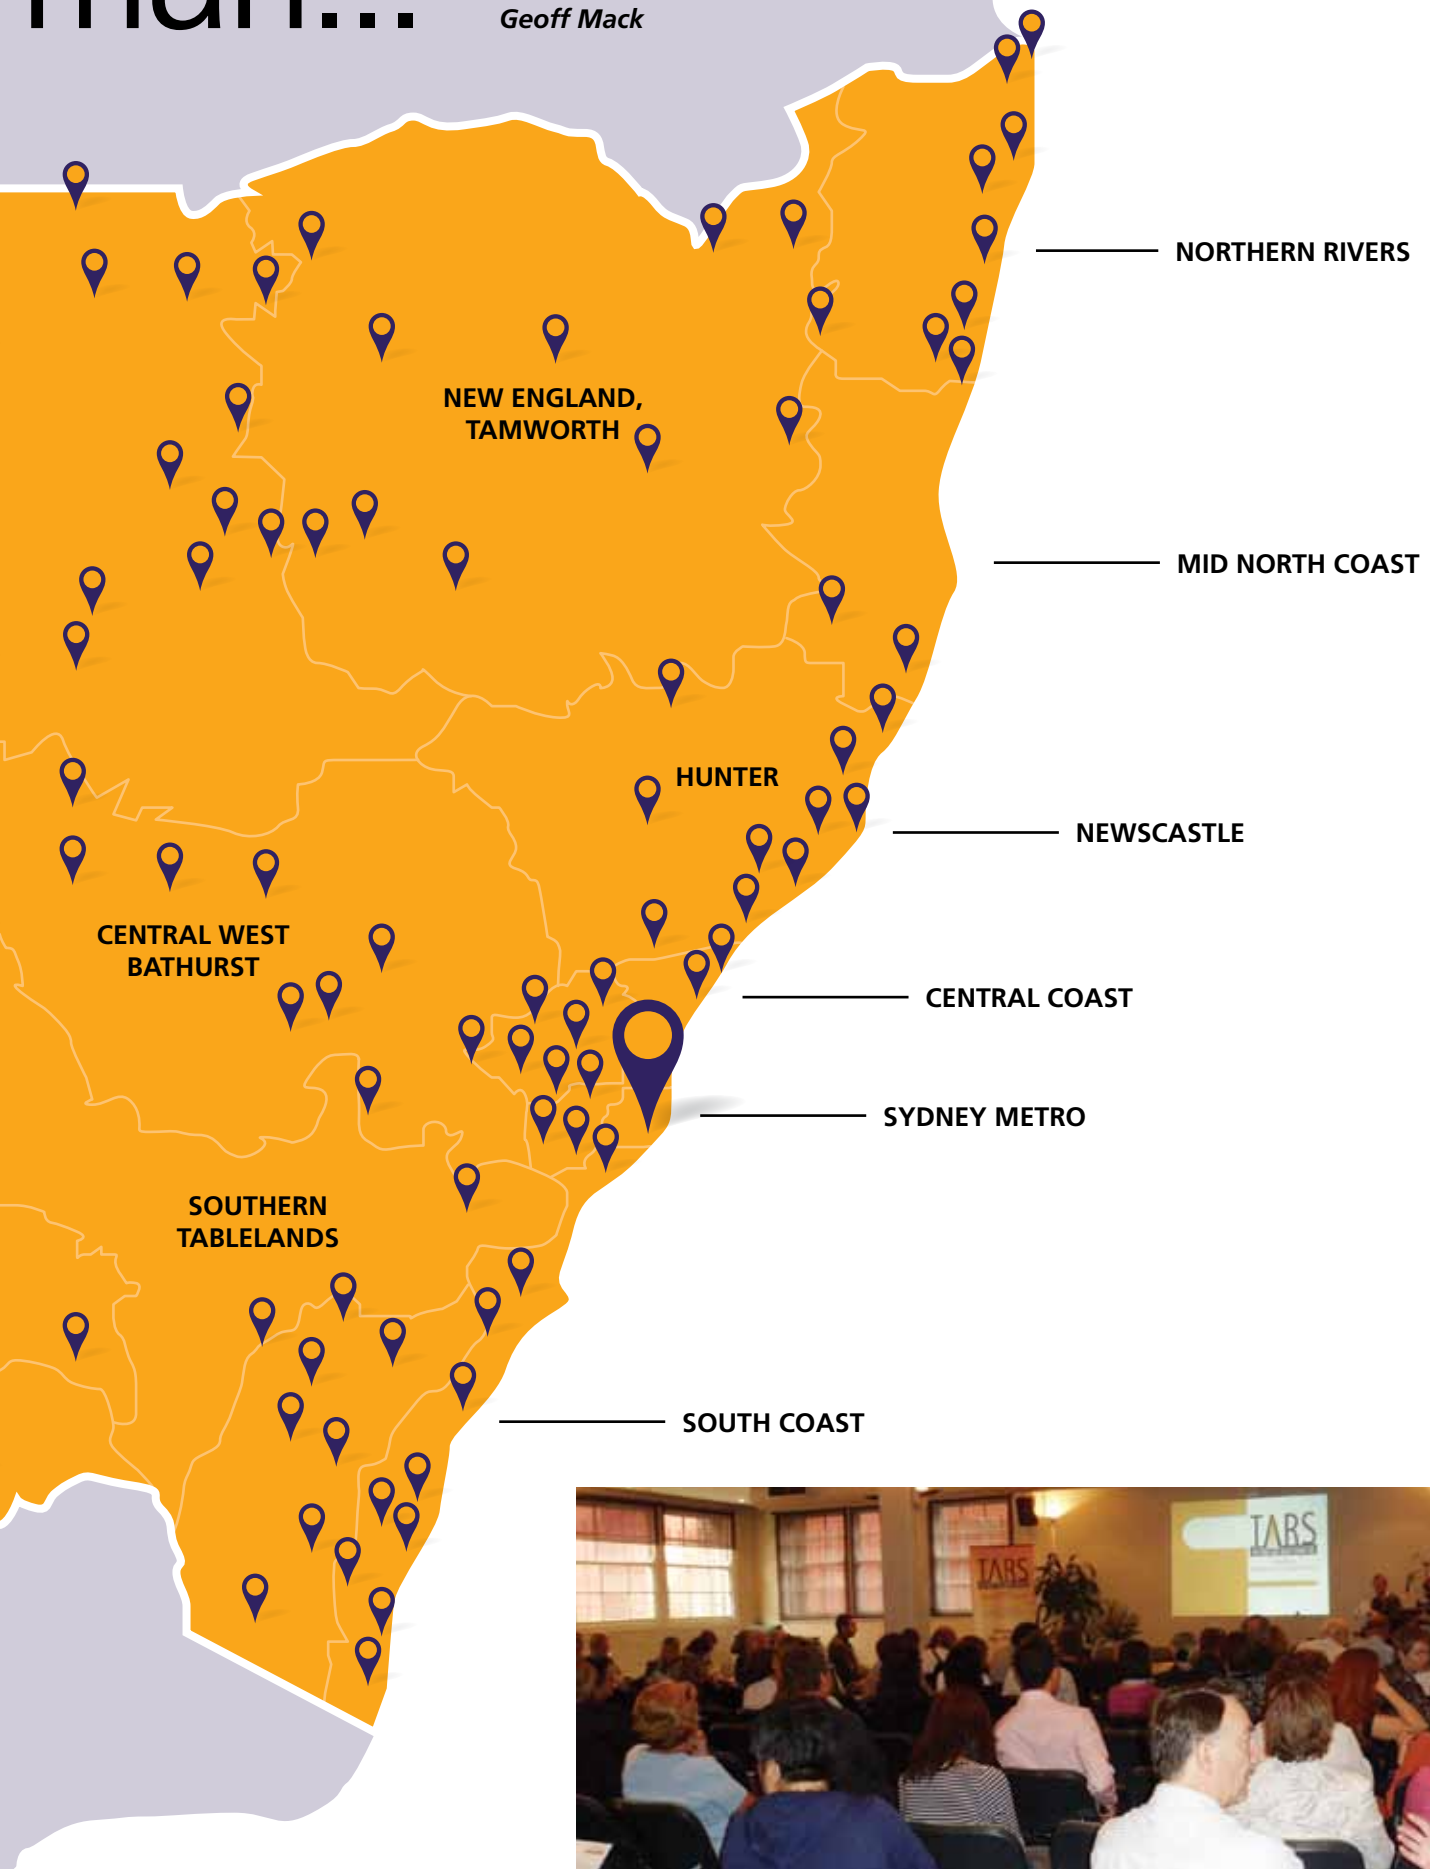 man...
Geoff Mack
NORTHERN RIVERS
NEW ENGLAND,
TAMWORTH
MID NORTH COAST
HUNTER
NEWSCASTLE
CENTRAL WEST
BATHURST
CENTRAL COAST
SYDNEY METRO
SOUTHERN
TABLELANDS
SOUTH COAST
TARS
TARS